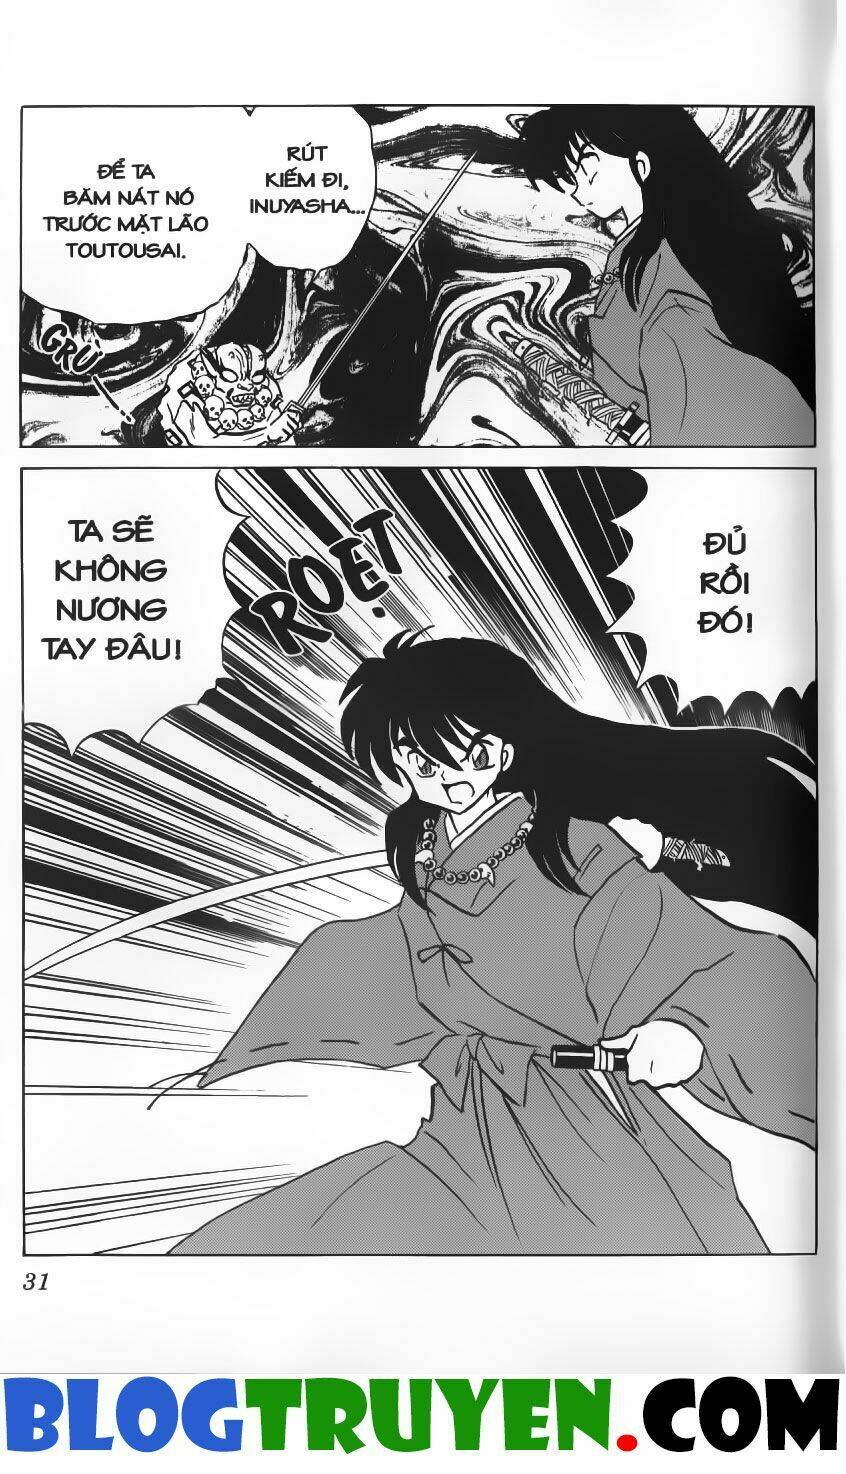 RÚT
KIẾM ĐI,
INUYASHA...
ĐỂ TA
BĂM NÁT NÓ
TRƯỚC MẶT LÃO
TOUTOUSAI.
GRỪ
ĐỦ
RỒI
ĐÓ!
ROẸT
TA SẼ
KHÔNG
NƯƠNG
TAY ĐÂU!
31
BLOGTRUYEN.COM